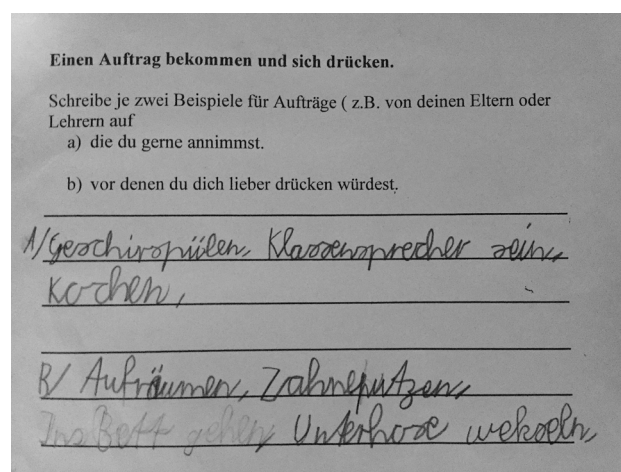 Einen Auftrag bekommen und sich drücken.
Schreibe je zwei Beispiele für Aufträge ( z.B. von deinen Eltern oder
Lehrern auf
a) die du gerne annimmst.
b) vor denen du dich lieber drücken würdest.
A/Geschirspülen, Klassensprecher sein,
Kochen,
B/ Aufräumen, Zahneputzen,
Ins Bett gehen, Unterhose wekseln,